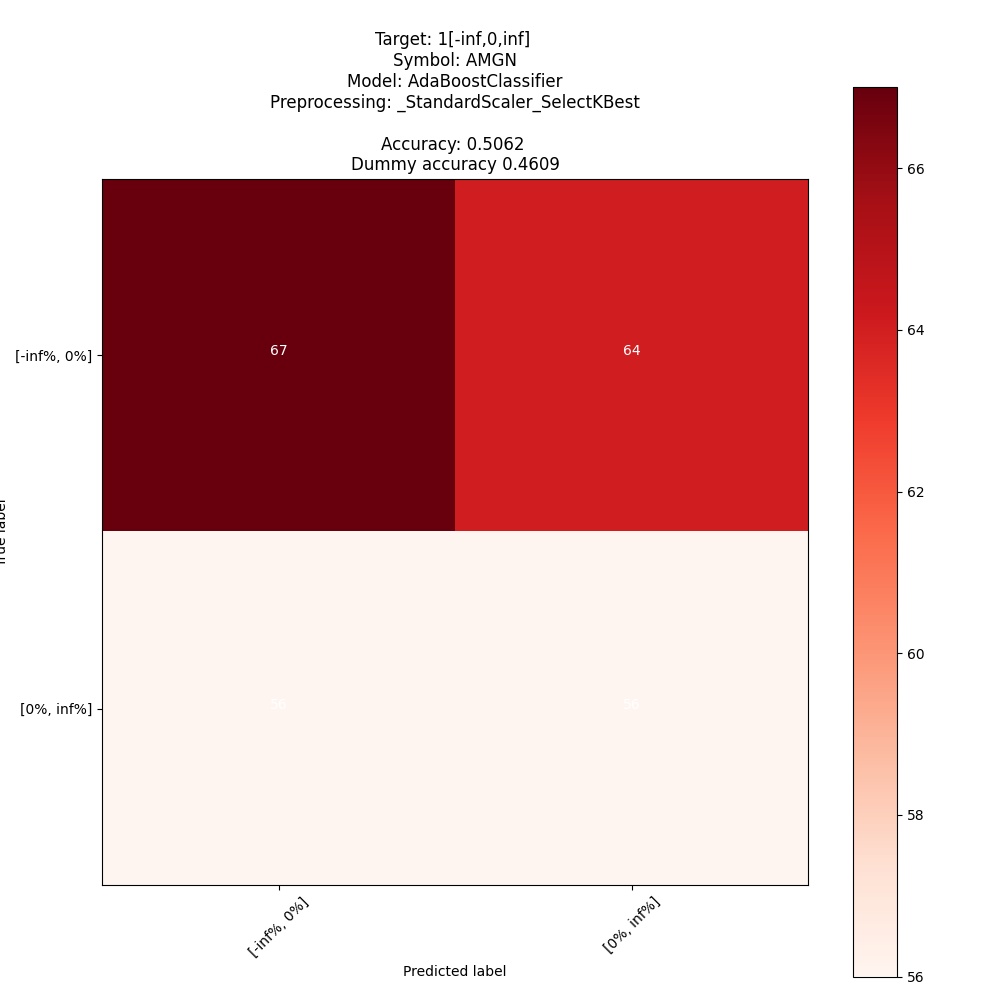 Target: 1[-inf,0,inf]
Symbol: AMGN
Model: AdaBoostClassifier
Preprocessing: _StandardScaler_SelectKBest
Accuracy: 0.5062
Dummy accuracy 0.4609
66
67
64
[-inf%, 0%]
64
62
True label
60
56
56
[0%, inf%]
58
[-inf%, 0%]
[0%, inf%]
Predicted label
56